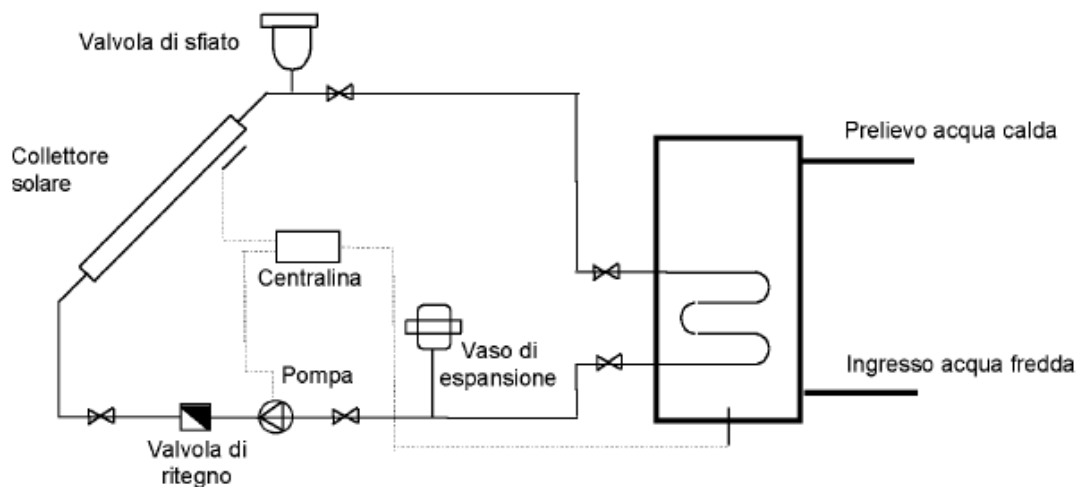 Valvola di sfiato
Prelievo acqua calda
Collettore
solare
Centralina
Vaso di
espansione
Ingresso acqua fredda
Pompa
Valvola di
ritegno